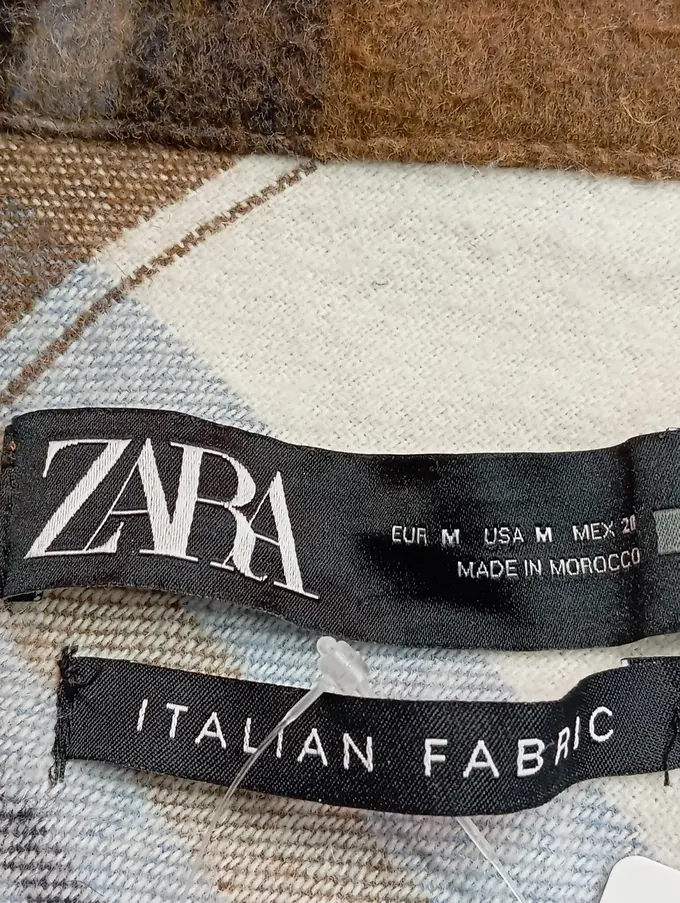 ZARA
EUR M USA M MEX 28
MADE IN MOROCCO
ITALIAN FABRIC